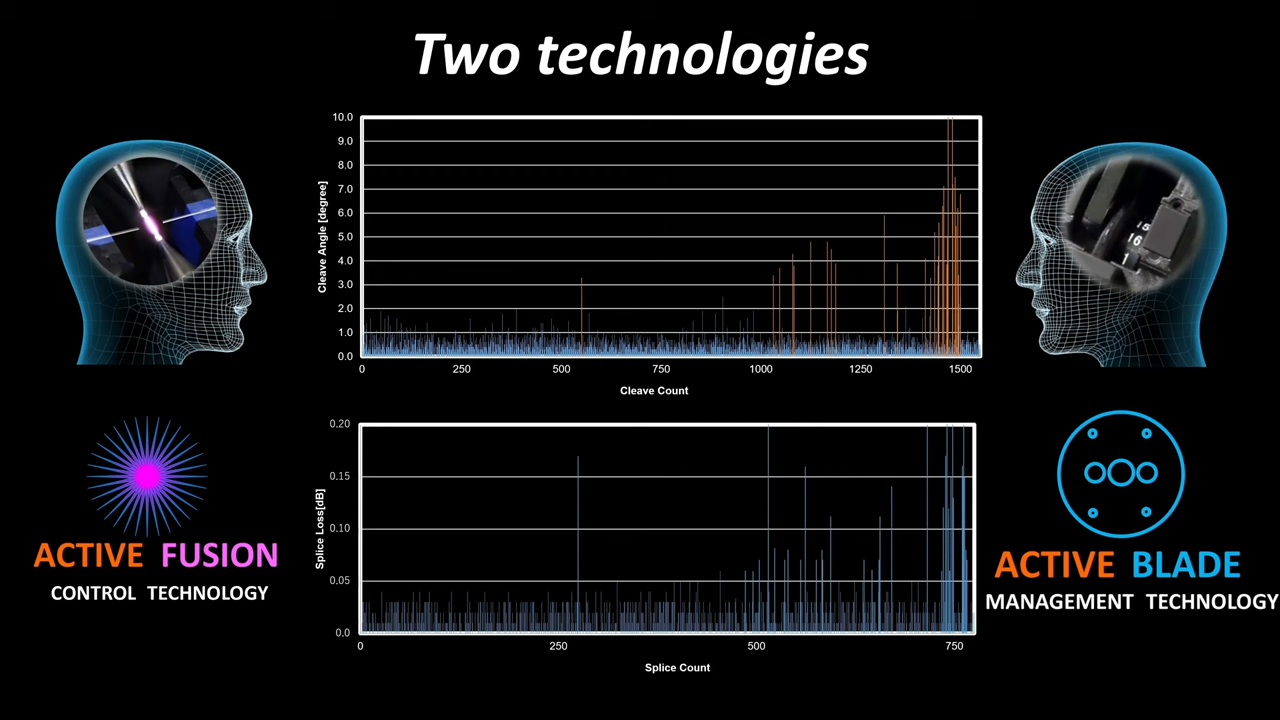 Two technologies
10.0
9.0
8.0
7.0
6.0
5.0
4.0
3.0
2.0
1.0
0.0
Cleave Angle [degree]
0 250 500 750 1000 1250 1500
Cleave Count
16
1
0.20
0.15
0.10
0.05
0.0
Splice Loss[dB]
0 250 500 750
Splice Count
ACTIVE FUSION
CONTROL TECHNOLOGY
ACTIVE BLADE
MANAGEMENT TECHNOLOGY